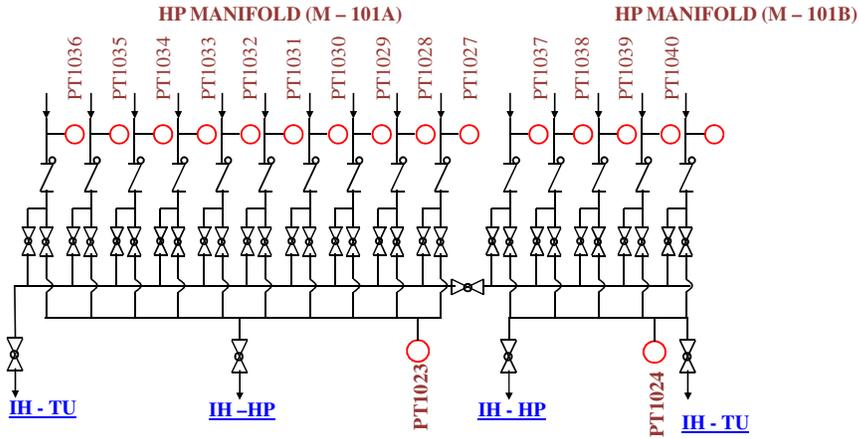 HP MANIFOLD (M – 101A)
HP MANIFOLD (M – 101B)
PT1036
PT1035
PT1034
PT1033
PT1032
PT1031
PT1030
PT1029
PT1028
PT1027
PT1037
PT1038
PT1039
PT1040
PT1023
PT1024
IH - TU
IH –HP
IH - HP
IH - TU